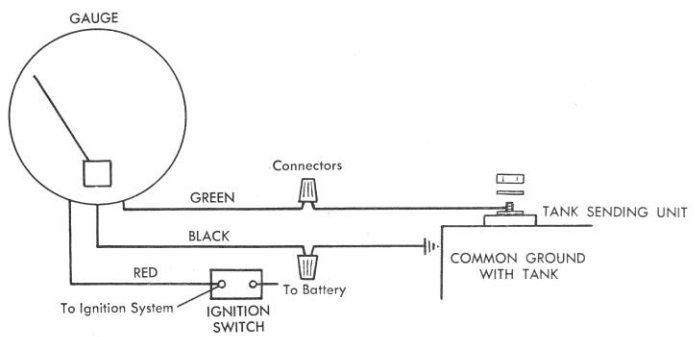 GAUGE
Connectors
GREEN
TANK SENDING UNIT
BLACK
COMMON GROUND
WITH TANK
RED
To Battery
To Ignition System
IGNITION
SWITCH